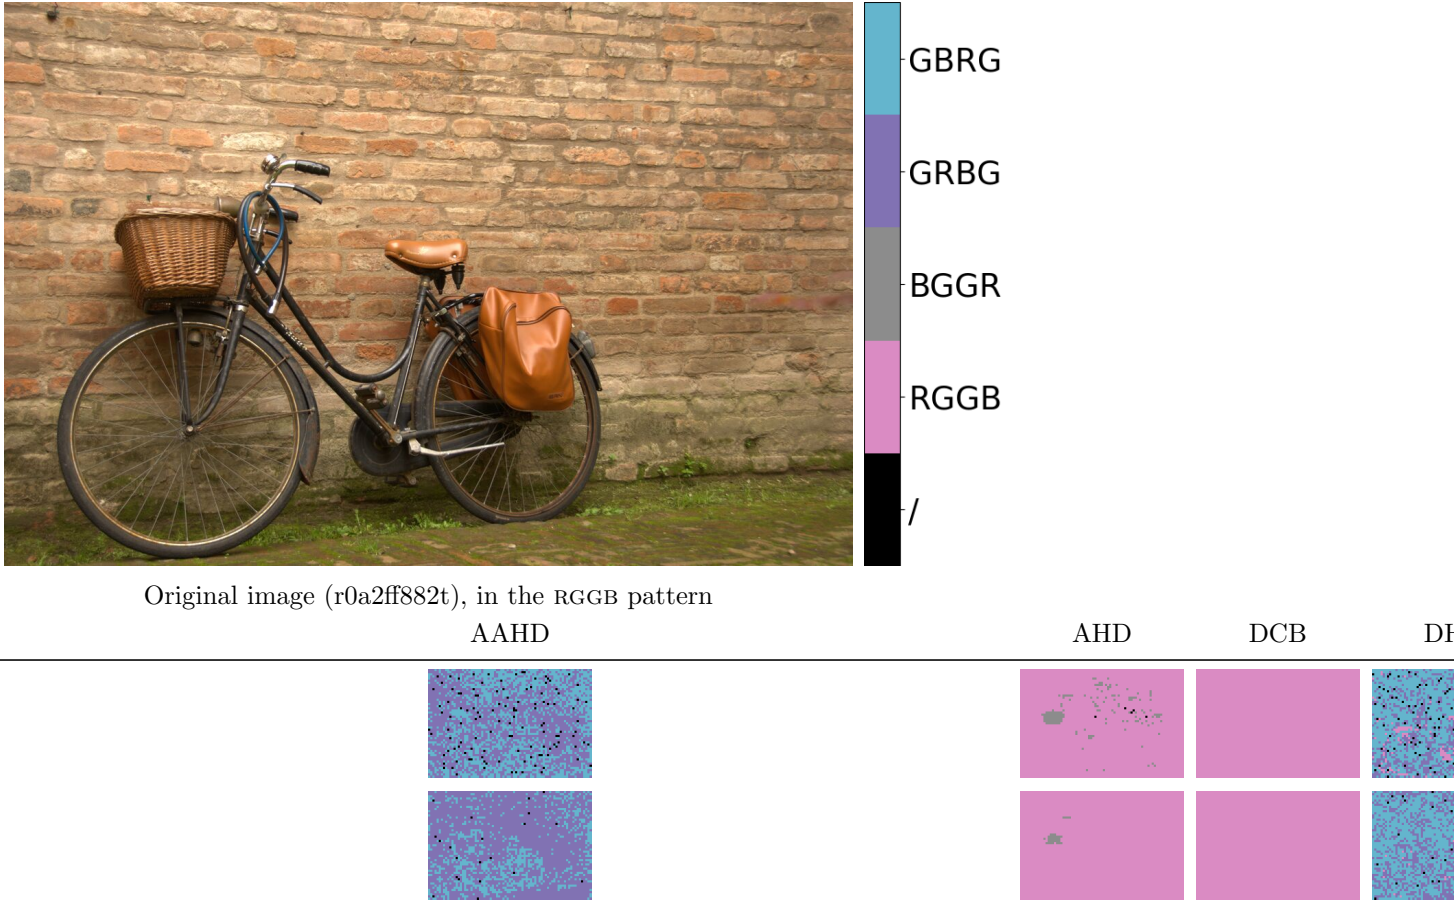 GBRG
GRBG
BGGR
RGGB
/
Original image (r0a2ff882t), in the RGGB pattern
AAHD AHD DCB